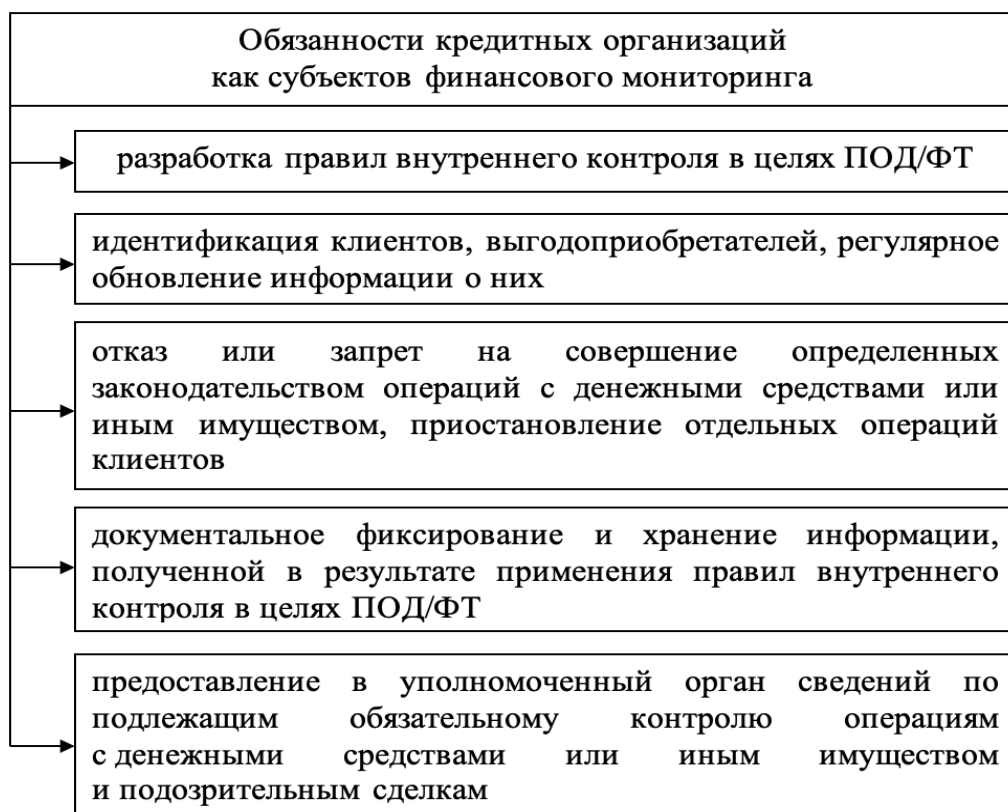 Обязанности кредитных организаций
как субъектов финансового мониторинга
разработка правил внутреннего контроля в целях ПОД/ФТ
идентификация клиентов, выгодоприобретателей, регулярное
обновление информации о них
отказ или запрет на совершение определенных
законодательством операций с денежными средствами или
иным имуществом, приостановление отдельных операций
клиентов
документальное фиксирование и хранение информации,
полученной в результате применения правил внутреннего
контроля в целях ПОД/ФТ
предоставление в уполномоченный орган сведений по
подлежащим обязательному контролю операциям
с денежными средствами или иным имуществом
и подозрительным сделкам